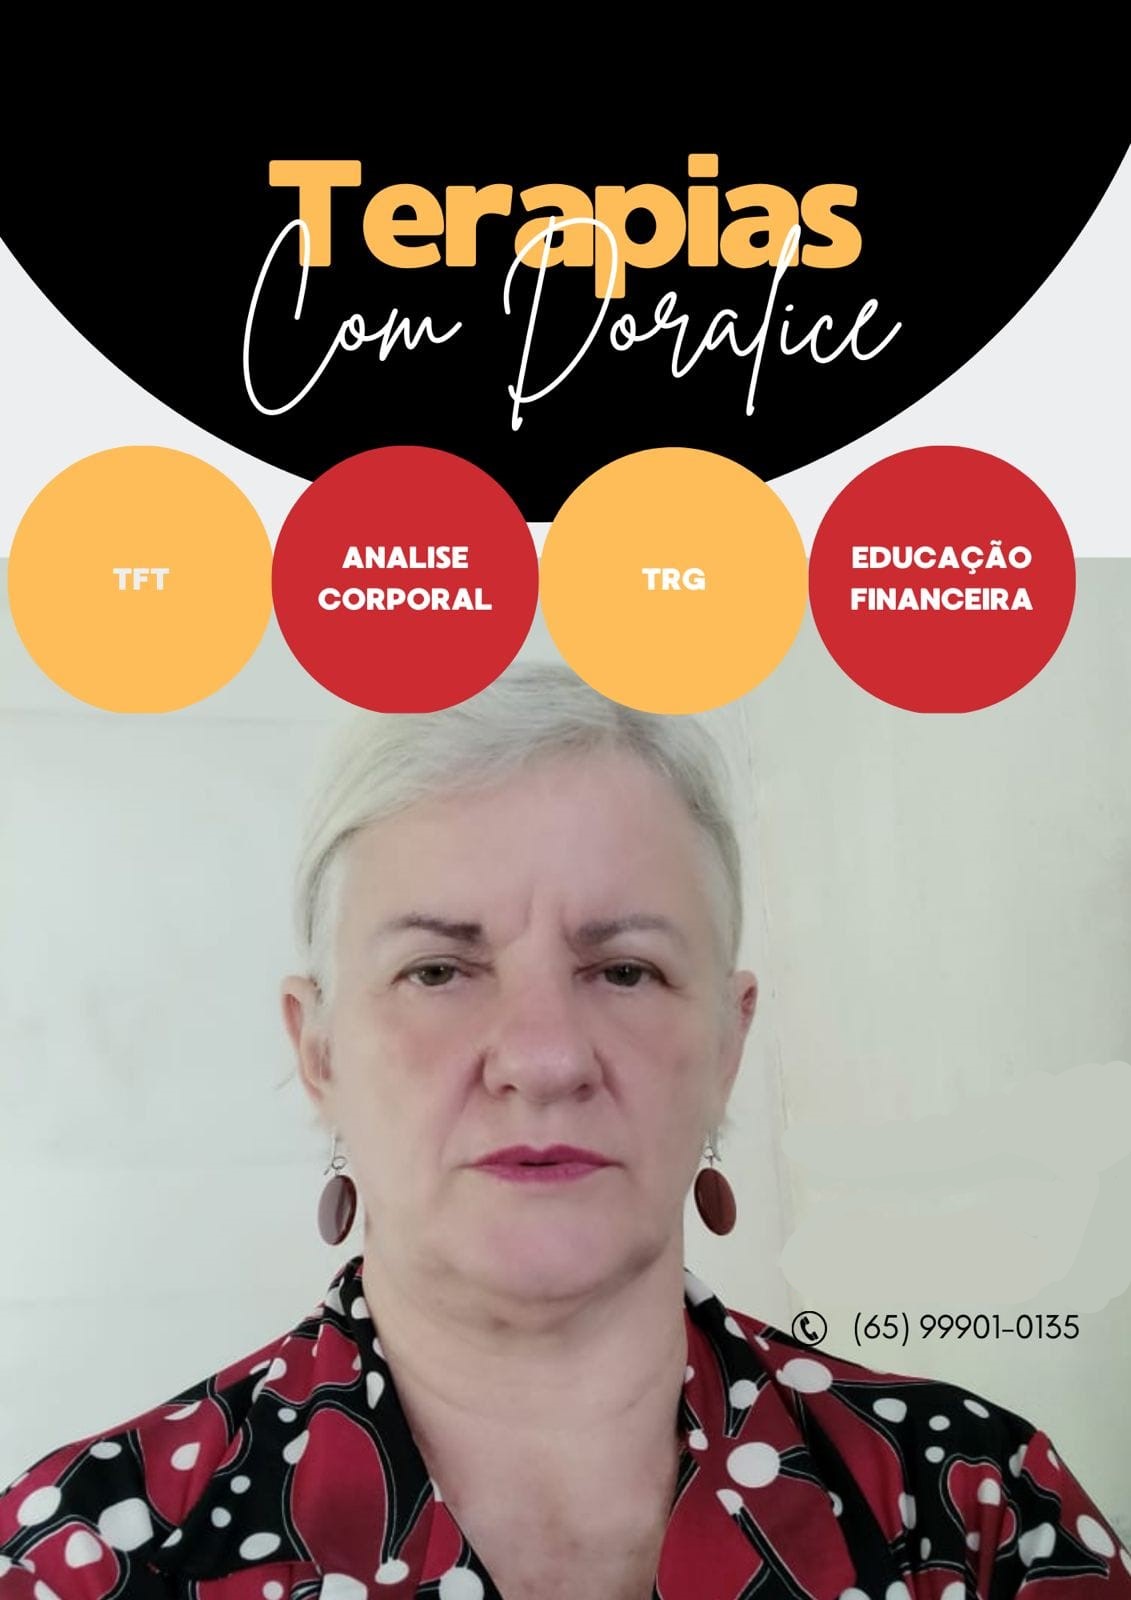 Terapias
Com Doralice
TFT
ANALISE
CORPORAL
TRG
EDUCAÇÃO
FINANCEIRA
(65) 99901-0135